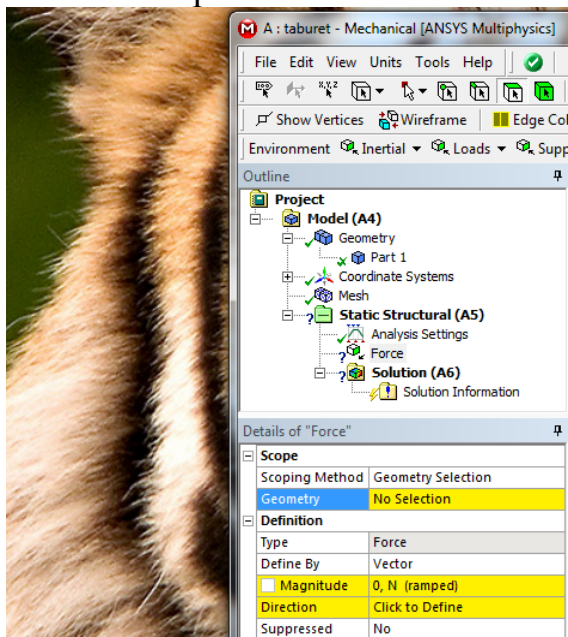 A : taburet - Mechanical [ANSYS Multiphysics]
File Edit View Units Tools Help
Show Vertices Wireframe Edge Col
Environment Inertial Loads Supp
Outline
Project
Model (A4)
Geometry
Part 1
Coordinate Systems
Mesh
Static Structural (A5)
Analysis Settings
Force
Solution (A6)
Solution Information
Details of "Force"
Scope
Scoping Method Geometry Selection
Geometry No Selection
Definition
Type Force
Define By Vector
Magnitude 0, N (ramped)
Direction Click to Define
Suppressed No